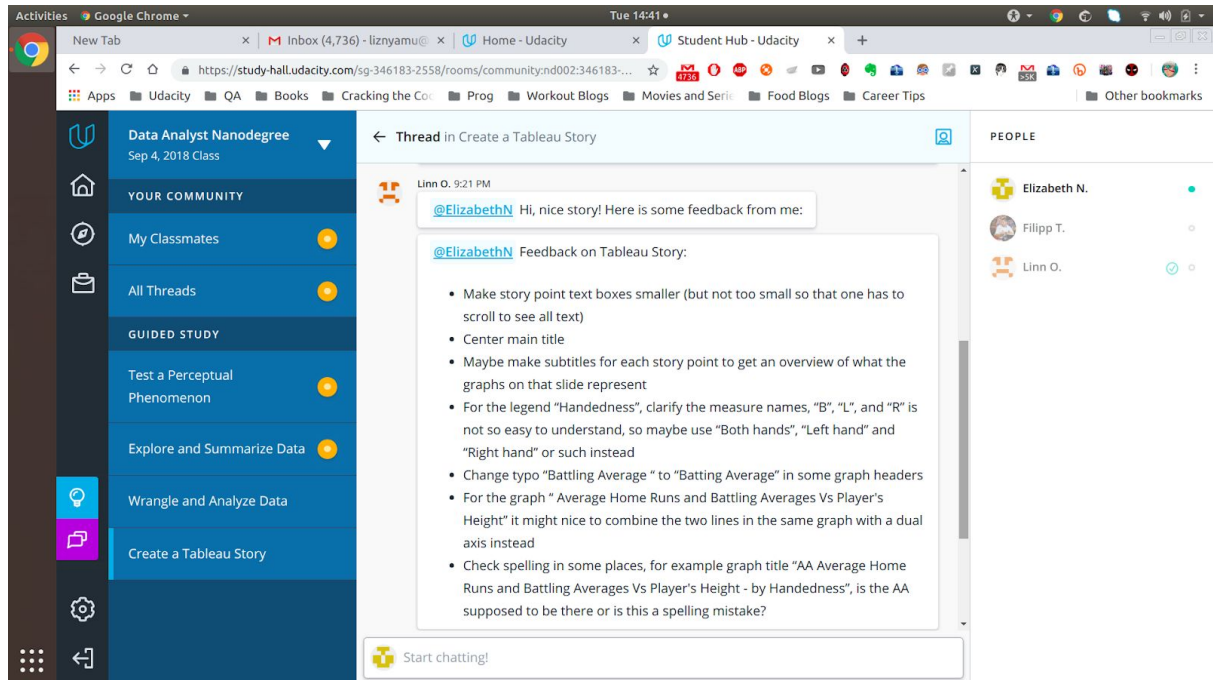 Activities Google Chrome Tue 14:41
New Tab Inbox (4,736) - liznyamu@ Home - Udacity Student Hub - Udacity
https://study-hall.udacity.com/sg-346183-2558/rooms/community:nd002:346183-... 4736 ABP >5K
Apps Udacity QA Books Cracking the Co Prog Workout Blogs Movies and Serie Food Blogs Career Tips Other bookmarks
Data Analyst Nanodegree
Sep 4, 2018 Class
YOUR COMMUNITY
My Classmates
All Threads
GUIDED STUDY
Test a Perceptual
Phenomenon
Explore and Summarize Data
Wrangle and Analyze Data
Create a Tableau Story
Thread in Create a Tableau Story
Linn O. 9:21 PM
@ElizabethN Hi, nice story! Here is some feedback from me:
@ElizabethN Feedback on Tableau Story:
• Make story point text boxes smaller (but not too small so that one has to
scroll to see all text)
• Center main title
• Maybe make subtitles for each story point to get an overview of what the
graphs on that slide represent
• For the legend “Handedness”, clarify the measure names, “B”, “L”, and “R” is
not so easy to understand, so maybe use “Both hands”, “Left hand” and
“Right hand” or such instead
• Change typo “Battling Average “ to “Batting Average” in some graph headers
• For the graph “ Average Home Runs and Battling Averages Vs Player's
Height” it might nice to combine the two lines in the same graph with a dual
axis instead
• Check spelling in some places, for example graph title “AA Average Home
Runs and Battling Averages Vs Player's Height - by Handedness”, is the AA
supposed to be there or is this a spelling mistake?
Start chatting!
PEOPLE
Elizabeth N.
Filipp T.
Linn O.